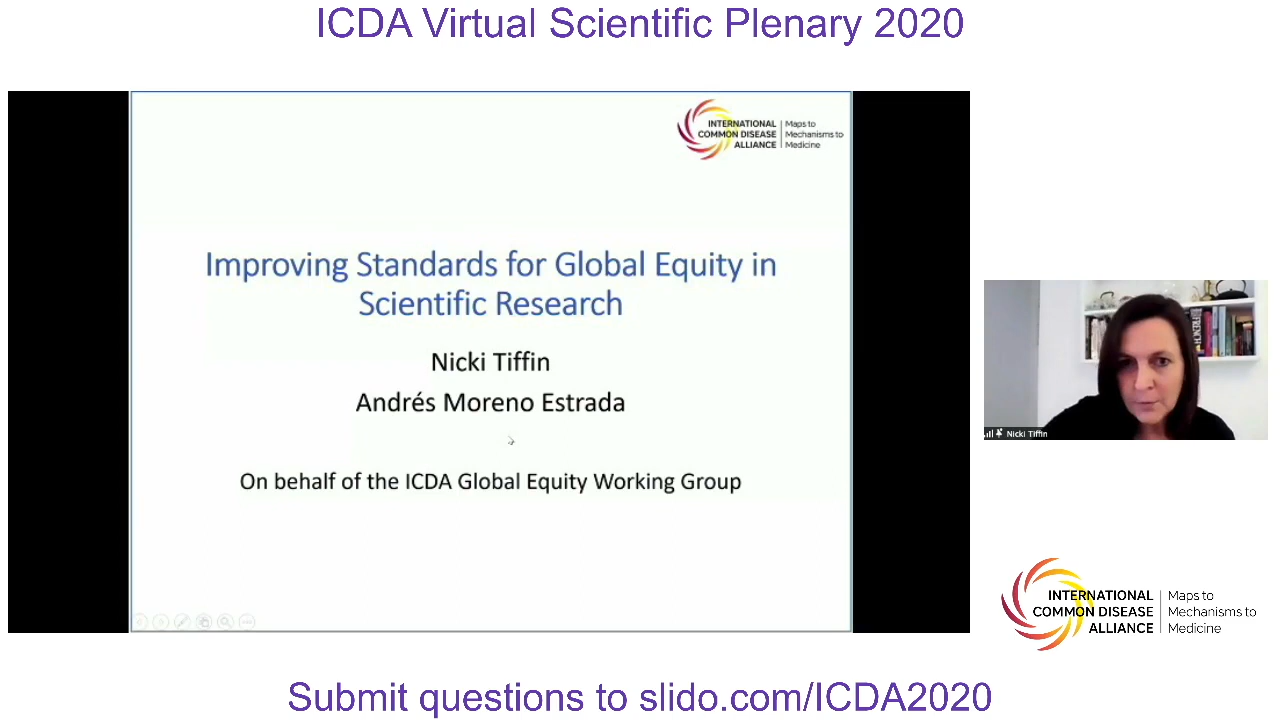 ICDA Virtual Scientific Plenary 2020
INTERNATIONAL
COMMON DISEASE
ALLIANCE
Maps to
Mechanisms to
Medicine
Improving Standards for Global Equity in
Scientific Research
Nicki Tiffin
Andrés Moreno Estrada
On behalf of the ICDA Global Equity Working Group
FRENCH
Nicki Tiffin
INTERNATIONAL
COMMON DISEASE
ALLIANCE
Maps to
Mechanisms to
Medicine
Submit questions to slido.com/ICDA2020